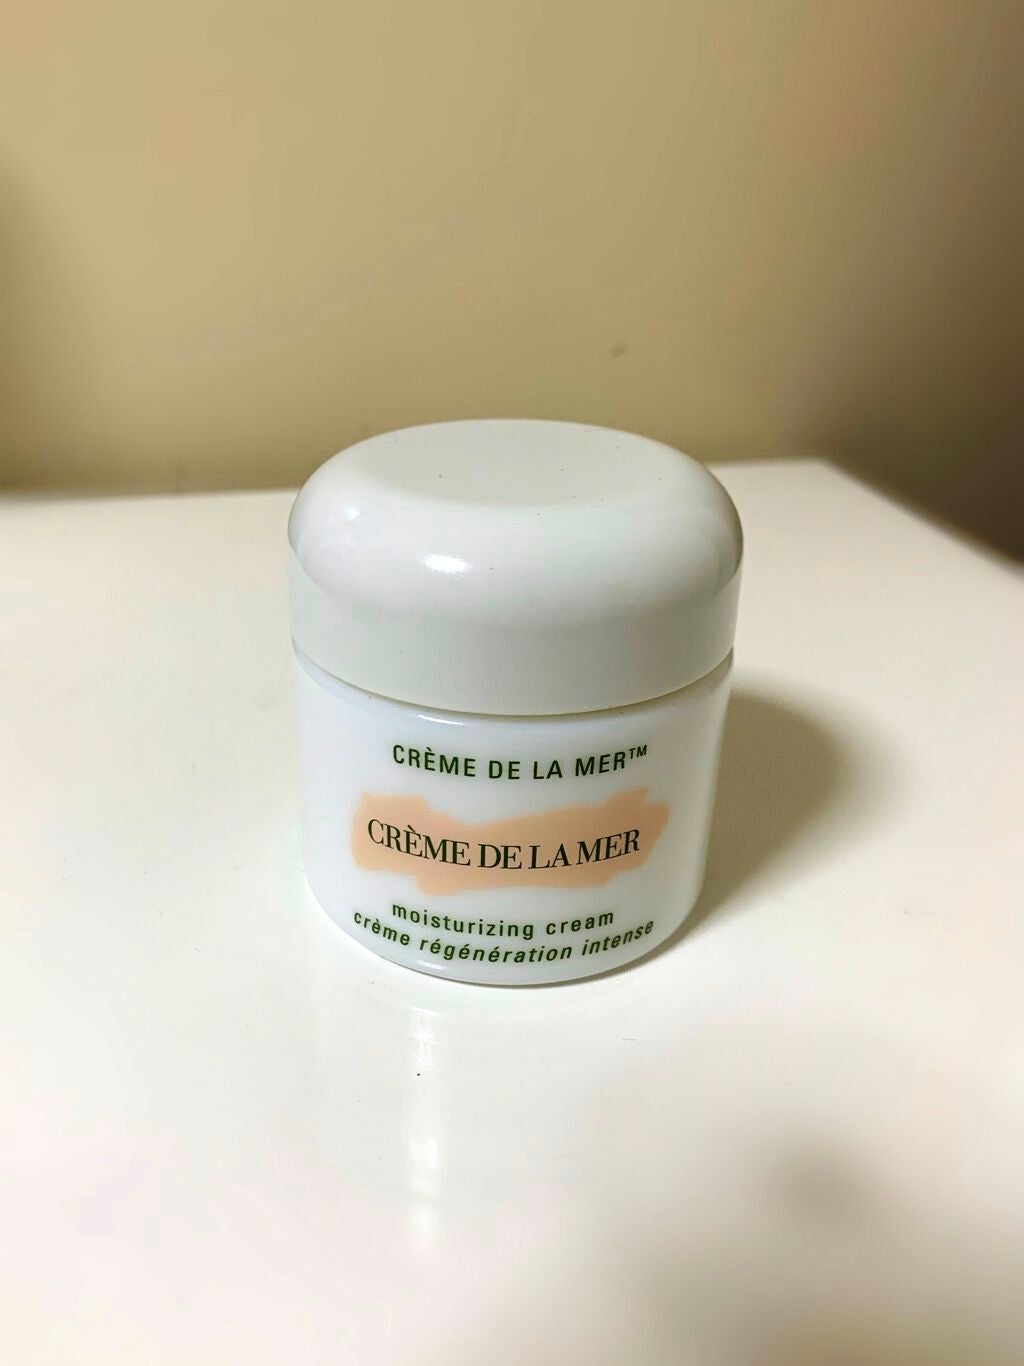 CRÈME DE LA MER™
CRÈME DE LA MER
moisturizing cream
crème régénération intense